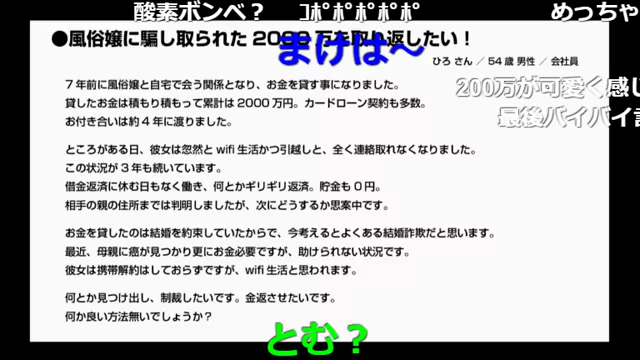 酸素ボンベ？ ｺﾎﾟﾎﾟﾎﾟﾎﾟﾎﾟ めっちゃ
●風俗嬢に騙し取られた 2000 万を取り返したい！
まけは～
ひろ さん ／ 54 歳 男性 ／ 会社員
７年前に風俗嬢と自宅で会う関係となり、お金を貸す事になりました。
200万が可愛く感じ
貸したお金は積もり積もって累計は 2000 万円。カードローン契約も多数。
最後バイバイ言
お付き合いは約４年に渡りました。
ところがある日、彼女は忽然と wifi 生活かつ引越しと、全く連絡取れなくなりました。
この状況が３年も続いています。
借金返済に休む日もなく働き、何とかギリギリ返済。貯金も０円。
相手の親の住所までは判明しましたが、次にどうするか思案中です。
お金を貸したのは結婚を約束していたからで、今考えるとよくある結婚詐欺だと思います。
最近、母親に癌が見つかり更にお金必要ですが、助けられない状況です。
彼女は携帯解約はしておらずですが、wifi 生活と思われます。
何とか見つけ出し、制裁したいです。金返させたいです。
何か良い方法無いでしょうか？
とむ？